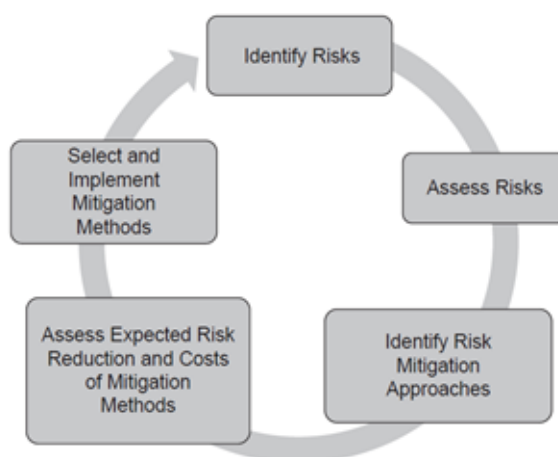 Identify Risks
Assess Risks
Identify Risk
Mitigation
Approaches
Assess Expected Risk
Reduction and Costs
of Mitigation
Methods
Select and
Implement
Mitigation
Methods